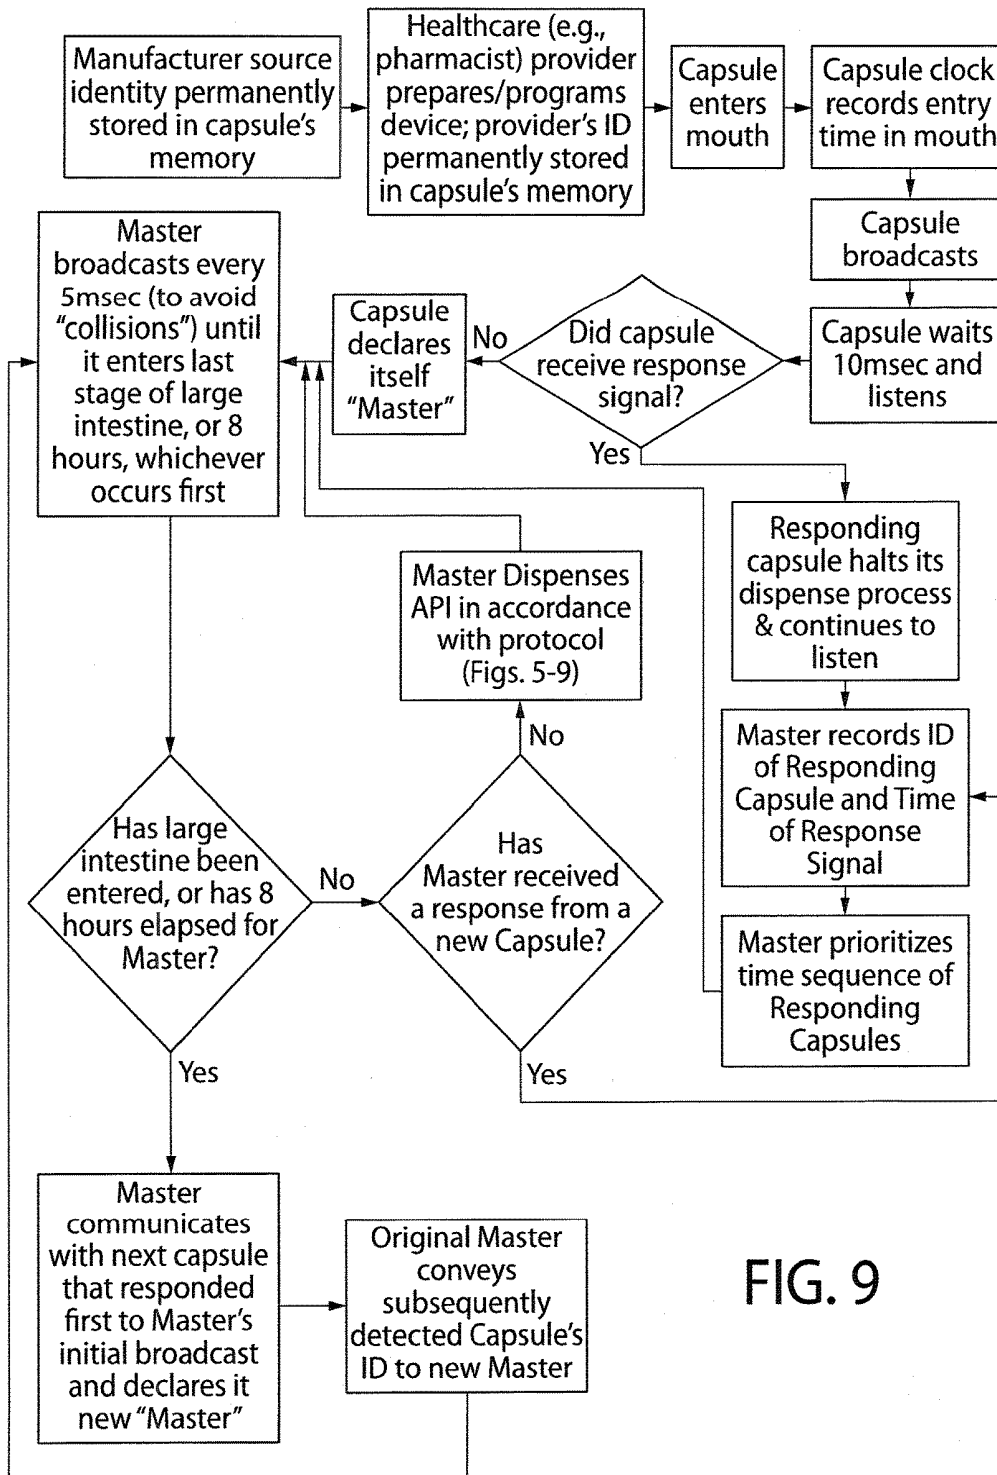 Manufacturer source
identity permanently
stored in capsule's
memory
Healthcare (e.g.,
pharmacist) provider
prepares/programs
device; provider's ID
permanently stored
in capsule's memory
Capsule
enters
mouth
Capsule clock
records entry
time in mouth
Capsule
broadcasts
Capsule waits
10msec and
listens
Did capsule
receive response
signal?
No
Yes
Capsule
declares
itself
"Master"
Master
broadcasts every
5msec (to avoid
"collisions") until
it enters last
stage of large
intestine, or 8
hours, whichever
occurs first
Responding
capsule halts its
dispense process
& continues to
listen
Master records ID
of Responding
Capsule and Time
of Response
Signal
Master prioritizes
time sequence of
Responding
Capsules
Master Dispenses
API in accordance
with protocol
(Figs. 5-9)
No
Has large
intestine been
entered, or has 8
hours elapsed for
Master?
No
Has
Master received
a response from a
new Capsule?
Yes
Yes
Master
communicates
with next capsule
that responded
first to Master's
initial broadcast
and declares it
new "Master"
Original Master
conveys
subsequently
detected Capsule's
ID to new Master
FIG. 9